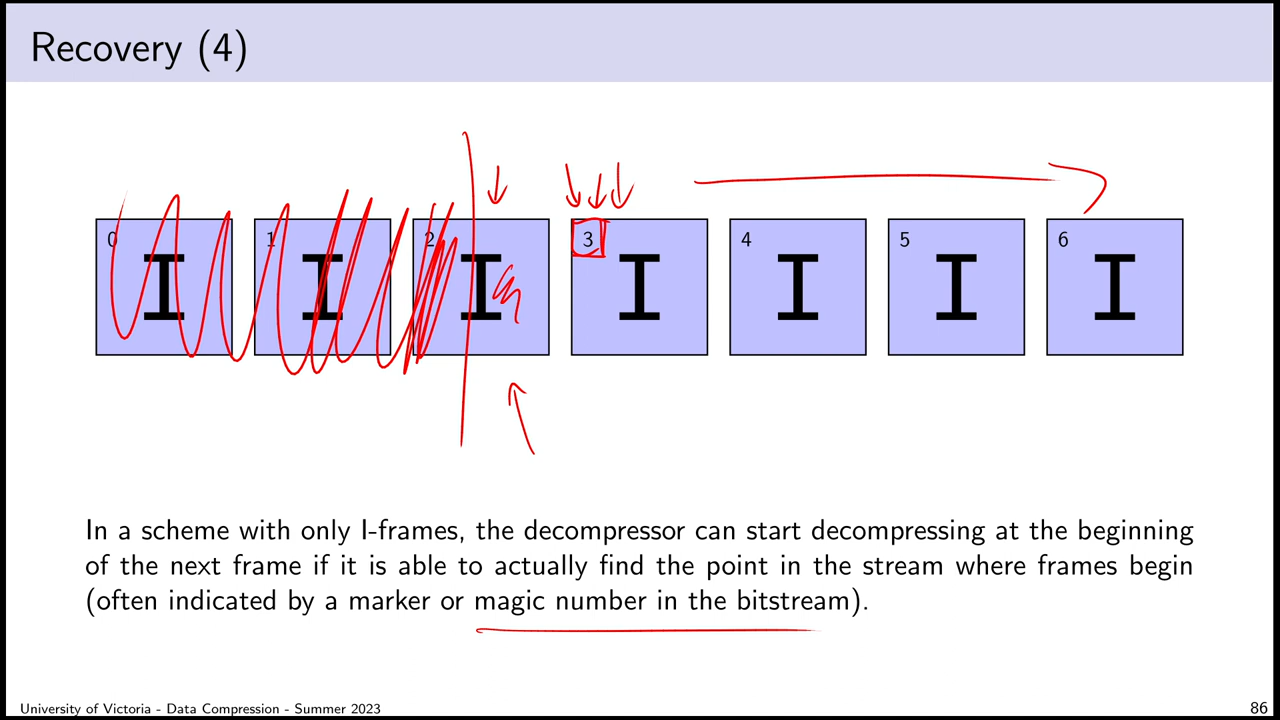 Recovery (4)
0 1 2 3 4 5 6
I I I I I I I
In a scheme with only I-frames, the decompressor can start decompressing at the beginning
of the next frame if it is able to actually find the point in the stream where frames begin
(often indicated by a marker or magic number in the bitstream).
University of Victoria - Data Compression - Summer 2023 86